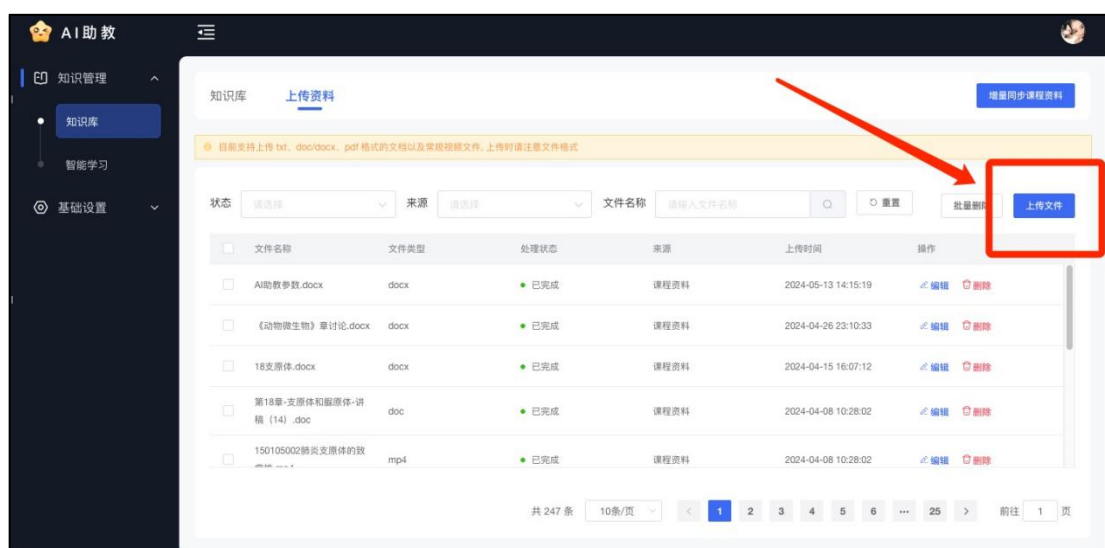 AI助教
知识管理
知识库
智能学习
基础设置
知识库 上传资料 增量同步课程资料
目前支持上传 txt、doc/docx、pdf 格式的文档以及常规视频文件, 上传时请注意文件格式
状态 请选择 来源 请选择 文件名称 请输入文件名称 重置 批量删除 上传文件
文件名称 文件类型 处理状态 来源 上传时间 操作
AI助教参数.docx docx 已完成 课程资料 2024-05-13 14:15:19 编辑 删除
《动物微生物》章讨论.docx docx 已完成 课程资料 2024-04-26 23:10:33 编辑 删除
18支原体.docx docx 已完成 课程资料 2024-04-15 16:07:12 编辑 删除
第18章-支原体和脲原体-讲
稿（14）.doc doc 已完成 课程资料 2024-04-08 10:28:02 编辑 删除
150105002肺炎支原体的致
mp4 已完成 课程资料 2024-04-08 10:28:02 编辑 删除
共 247 条 10条/页 < 1 2 3 4 5 6 ··· 25 > 前往 1 页